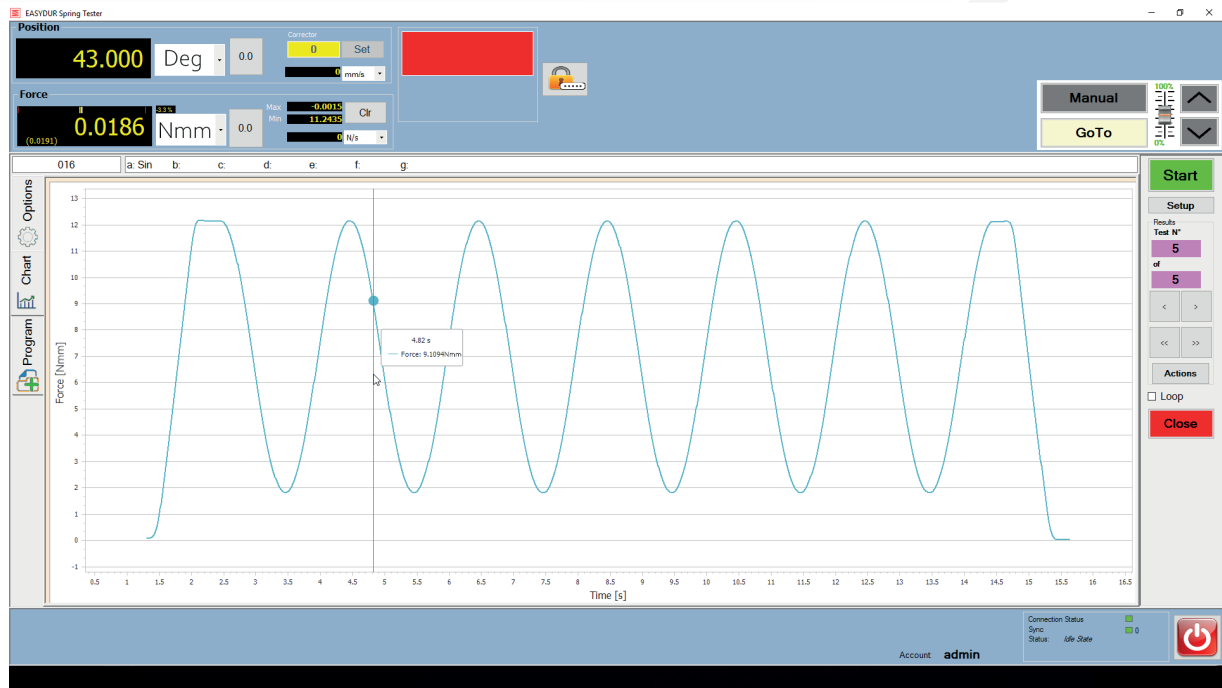 EASYDUR Spring Tester
Position
43.000 Deg 0.0
Corrector
0 Set
0 mm/s
Force
-3.3 %
0.0186 Nmm 0.0
(0.0191)
Max -0.0015 Clr
Min 11.2435
0 N/s
Manual
GoTo
100%
0%
016 a: Sin b: c: d: e: f: g:
Options
Chart
Program
Force [Nmm]
13
12
11
10
9
8
7
6
5
4
3
2
1
0
-1
4.82 s
Force: 9.1094Nmm
0.5 1 1.5 2 2.5 3 3.5 4 4.5 5 5.5 6 6.5 7 7.5 8 8.5 9 9.5 10 10.5 11 11.5 12 12.5 13 13.5 14 14.5 15 15.5 16 16.5
Time [s]
Start
Setup
Results
Test N°
5
of
5
< >
<< >>
Actions
Loop
Close
Connection Status
Sync: 0
Status: Idle State
Account: admin